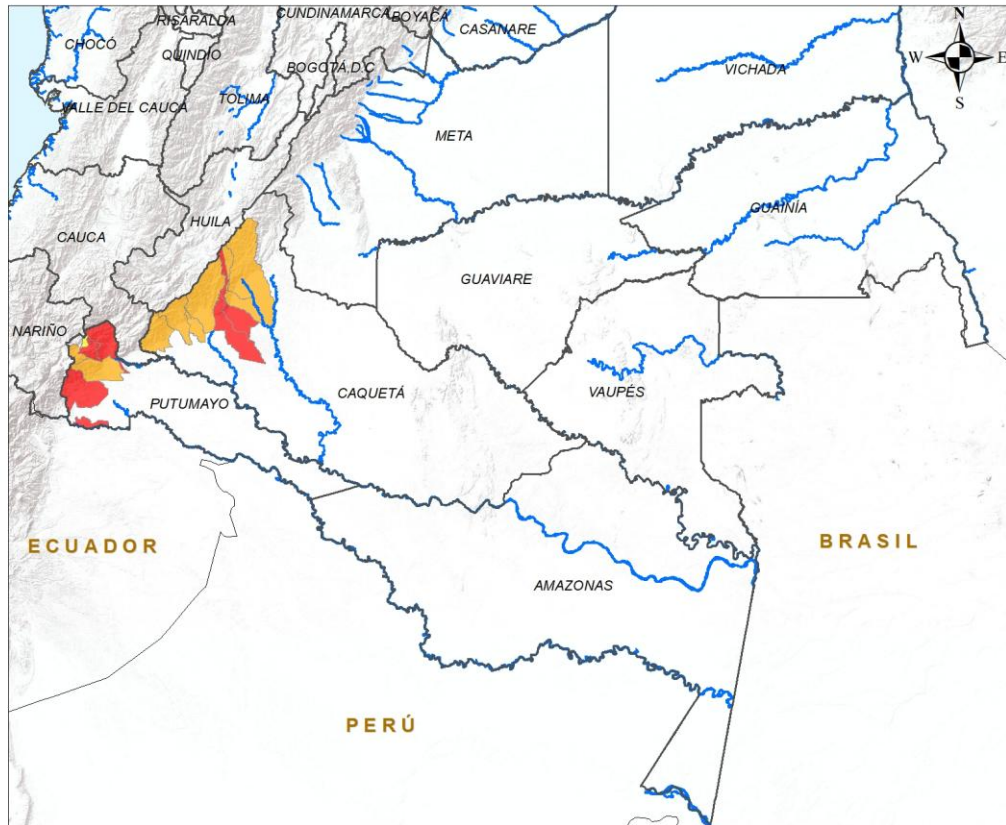 CUNDINAMARCA
BOYACÁ
RISARALDA
CASANARE
N
CHOCÓ
QUINDÍO
BOGOTÁ D.C
W
E
VICHADA
S
VALLE DEL CAUCA
TOLIMA
META
HUILA
GUAINÍA
CAUCA
GUAVIARE
NARIÑO
CAQUETÁ
VAUPÉS
PUTUMAYO
ECUADOR
BRASIL
AMAZONAS
PERÚ